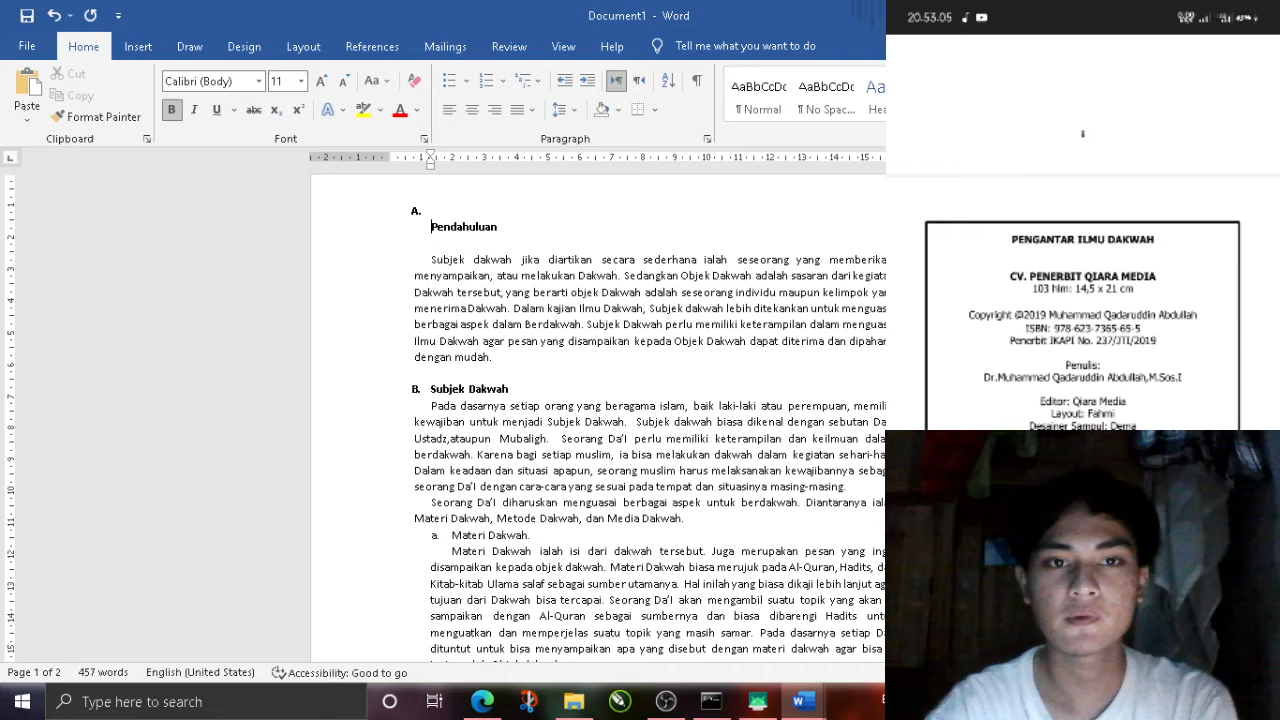 Document1 - Word
File Home Insert Draw Design Layout References Mailings Review View Help Tell me what you want to do
Paste
Cut
Copy
Format Painter
Clipboard
Calibri (Body) 11
Font
Paragraph
AaBbCcDc AaBbCcDc Aa
¶ Normal ¶ No Spac... Hea
A.
Pendahuluan
Subjek dakwah jika diartikan secara sederhana ialah seseorang yang memberika
menyampaikan, atau melakukan Dakwah. Sedangkan Objek Dakwah adalah sasaran dari kegiata
Dakwah tersebut, yang berarti objek Dakwah adalah seseorang individu maupun kelimpok yan
menerima Dakwah. Dalam kajian Ilmu Dakwah, Subjek dakwah lebih ditekankan untuk menguas
berbagai aspek dalam Berdakwah. Subjek Dakwah perlu memiliki keterampilan dalam menguas
Ilmu Dakwah agar pesan yang disampaikan kepada Objek Dakwah dapat diterima dan dipahar
dengan mudah.
B. Subjek Dakwah
Pada dasarnya setiap orang yang beragama islam, baik laki-laki atau perempuan, memili
kewajiban untuk menjadi Subjek Dakwah. Subjek dakwah biasa dikenal dengan sebutan Da
Ustadz,ataupun Mubaligh. Seorang Da’I perlu memiliki keterampilan dan keilmuan dala
berdakwah. Karena bagi setiap muslim, ia bisa melakukan dakwah dalam kegiatan sehari-ha
Dalam keadaan dan situasi apapun, seorang muslim harus melaksanakan kewajibannya sebag
seorang Da’I dengan cara-cara yang sesuai pada tempat dan situasinya masing-masing.
Seorang Da’I diharuskan menguasai berbagai aspek untuk berdakwah. Diantaranya iala
Materi Dakwah, Metode Dakwah, dan Media Dakwah.
a. Materi Dakwah.
Materi Dakwah ialah isi dari dakwah tersebut. Juga merupakan pesan yang ing
disampaikan kepada objek dakwah. Materi Dakwah biasa merujuk pada Al-Quran, Hadits, da
Kitab-kitab Ulama salaf sebagai sumber utamanya. Hal inilah yang biasa dikaji lebih lanjut aga
tujuan dari Dakwah bisa tercapai. Seorang Da’I akan mengambil suatu topik yang akan
sampaikan dengan Al-Quran sebagai sumbernya dan biasa dibarengi Hadits untu
menguatkan dan memperjelas suatu topik yang masih samar. Pada dasarnya setiap Da
dituntut untuk bisa menyampaikan apa yang disebut dengan materi dakwah agar bisa
Page 1 of 2 457 words English (United States) Accessibility: Good to go
Type here to search
20.53.05
PENGANTAR ILMU DAKWAH
CV. PENERBIT QIARA MEDIA
103 hlm: 14,5 x 21 cm
Copyright @2019 Muhammad Qadaruddin Abdullah
ISBN: 978-623-7365-65-5
Penerbit IKAPI No. 237/JTI/2019
Penulis:
Dr.Muhammad Qadaruddin Abdullah,M.Sos.I
Editor: Qiara Media
Layout: Fahmi
Desainer Sampul: Dema